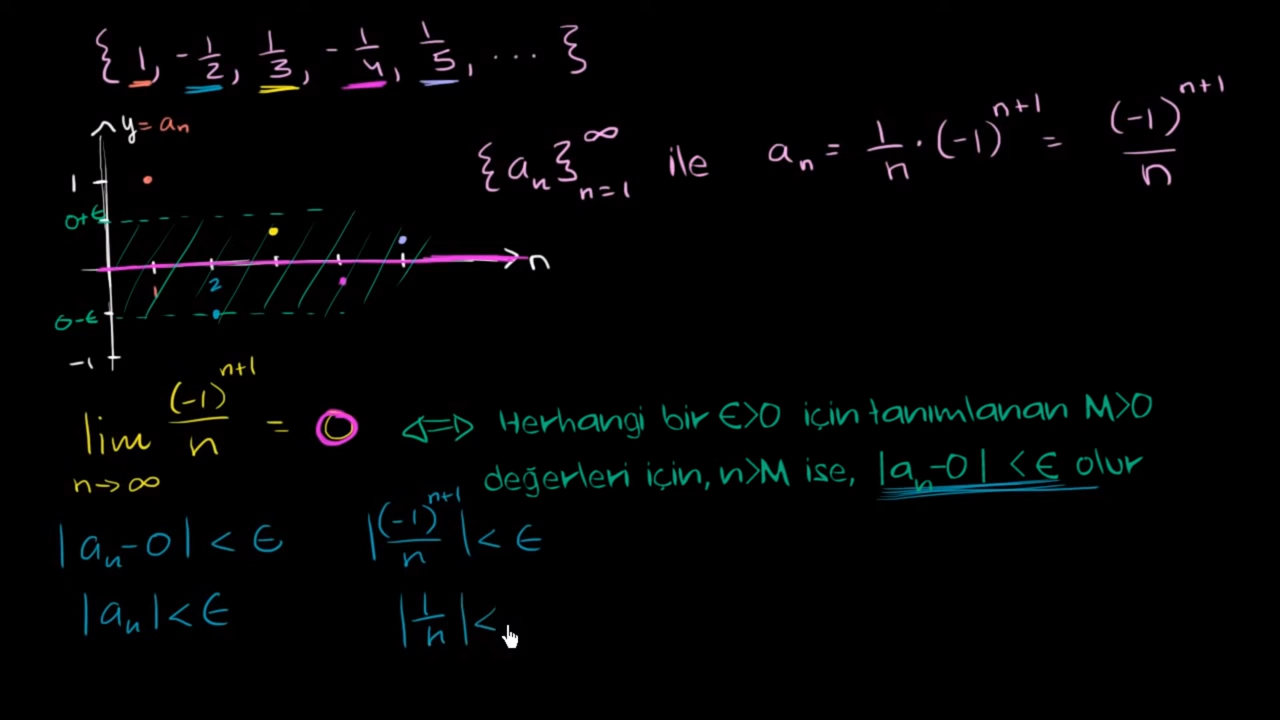 {1, -1/2, 1/3, -1/4, 1/5, ...}
y = aₙ
{aₙ}^∞_{n=1} ile aₙ = 1/n · (-1)^{n+1} = (-1)^{n+1}/n
1
0+ϵ
n
1 2
0-ϵ
-1
lim_{n→∞} (-1)^{n+1}/n = 0 ⟺ Herhangi bir ϵ>0 için tanımlanan M>0
değerleri için, n>M ise, |aₙ-0| < ϵ olur
|aₙ-0| < ϵ |(-1)^{n+1}/n| < ϵ
|aₙ| < ϵ |1/n| <